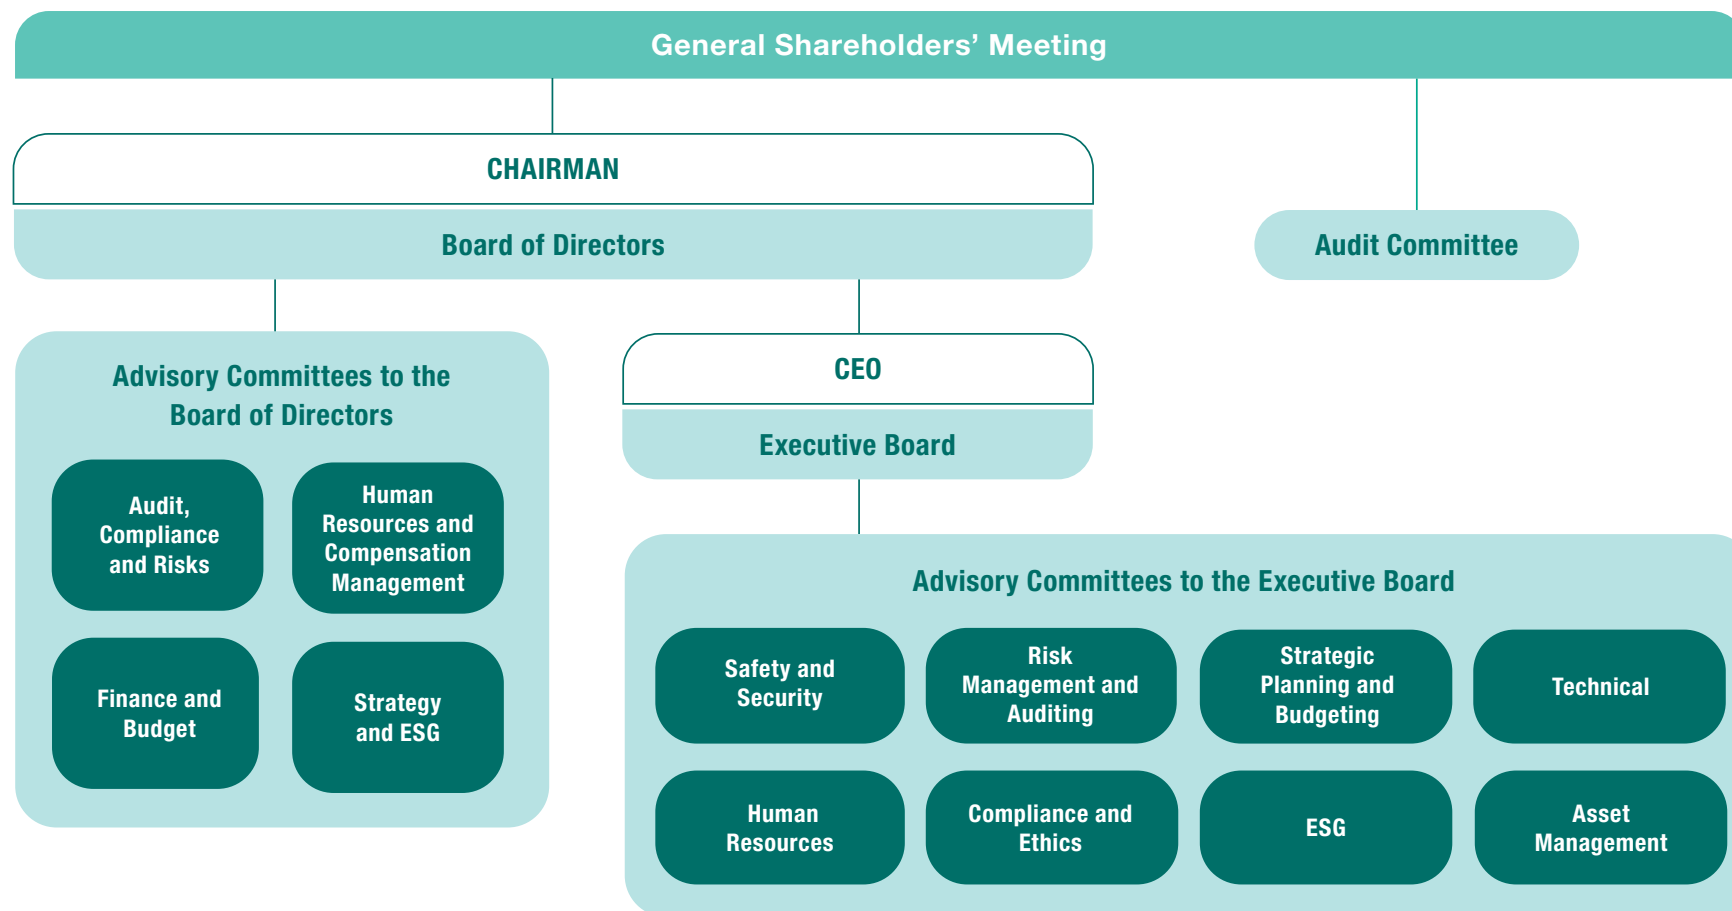 General Shareholders’ Meeting
CHAIRMAN
Board of Directors
Audit Committee
Advisory Committees to the
Board of Directors
Audit,
Compliance
and Risks
Human
Resources and
Compensation
Management
Finance and
Budget
Strategy
and ESG
CEO
Executive Board
Advisory Committees to the Executive Board
Safety and
Security
Risk
Management and
Auditing
Strategic
Planning and
Budgeting
Technical
Human
Resources
Compliance and
Ethics
ESG
Asset
Management